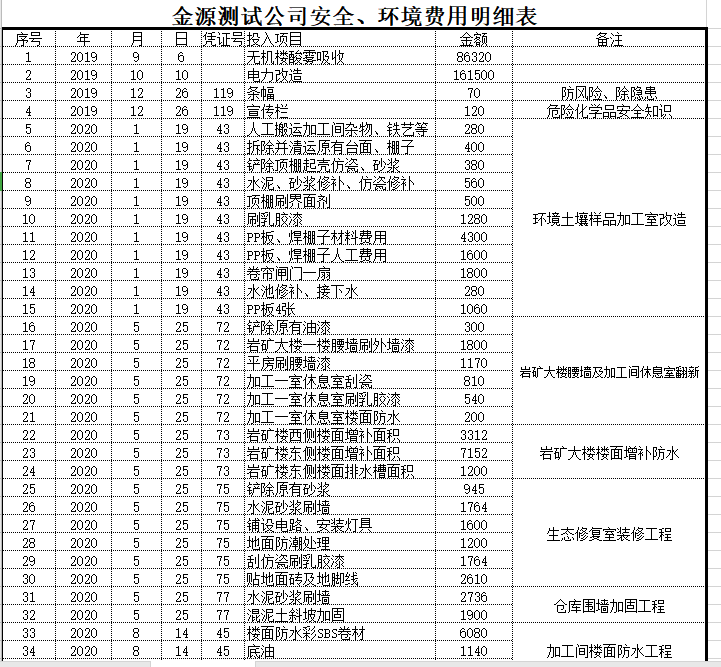 金源测试公司安全、环境费用明细表
序号 年 月 日 凭证号 投入项目 金额 备注
1 2019 9 6 无机楼酸雾吸收 86320
2 2019 10 10 电力改造 161500
3 2019 12 26 119 条幅 70 防风险、除隐患
4 2019 12 26 119 宣传栏 120 危险化学品安全知识
5 2020 1 19 43 人工搬运加工间杂物、铁艺等 280
6 2020 1 19 43 拆除并清运原有台面、棚子 400
7 2020 1 19 43 铲除顶棚起壳仿瓷、砂浆 380
8 2020 1 19 43 水泥、砂浆修补、仿瓷修补 560
9 2020 1 19 43 顶棚刷界面剂 500
10 2020 1 19 43 刷乳胶漆 1280 环境土壤样品加工室改造
11 2020 1 19 43 PP板、焊棚子材料费用 4300
12 2020 1 19 43 PP板、焊棚子人工费用 1600
13 2020 1 19 43 卷帘闸门一扇 1800
14 2020 1 19 43 水池修补、接下水 280
15 2020 1 19 43 PP板4张 1060
16 2020 5 25 72 铲除原有油漆 300
17 2020 5 25 72 岩矿大楼一楼腰墙刷外墙漆 1800
18 2020 5 25 72 平房刷腰墙漆 1170
岩矿大楼腰墙及加工间休息室翻新
19 2020 5 25 72 加工一室休息室刮瓷 810
20 2020 5 25 72 加工一室休息室刷乳胶漆 540
21 2020 5 25 72 加工一室休息室楼面防水 200
22 2020 5 25 73 岩矿楼西侧楼面增补面积 3312
23 2020 5 25 73 岩矿楼东侧楼面增补面积 7152 岩矿大楼楼面增补防水
24 2020 5 25 73 岩矿楼东侧楼面排水槽面积 1200
25 2020 5 25 75 铲除原有砂浆 945
26 2020 5 25 75 水泥砂浆刷墙 1764
27 2020 5 25 75 铺设电路、安装灯具 1600
生态修复室装修工程
28 2020 5 25 75 地面防潮处理 1200
29 2020 5 25 75 刮仿瓷刷乳胶漆 1764
30 2020 5 25 75 贴地面砖及地脚线 2610
31 2020 5 25 77 水泥砂浆刷墙 2736
仓库围墙加固工程
32 2020 5 25 77 混泥土斜坡加固 1900
33 2020 8 14 45 楼面防水彩SBS卷材 6080
34 2020 8 14 45 底油 1140 加工间楼面防水工程